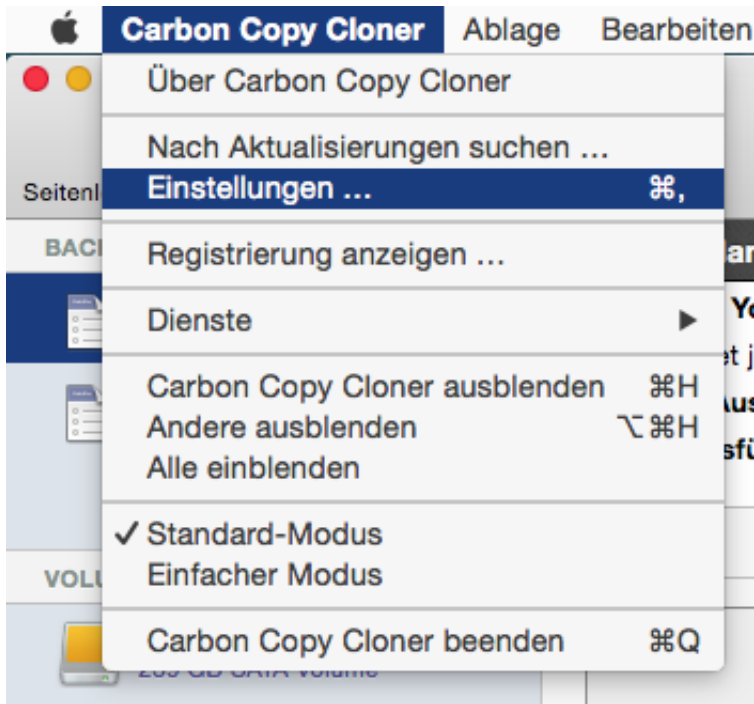 Carbon Copy Cloner Ablage Bearbeiten
Über Carbon Copy Cloner
Nach Aktualisierungen suchen ...
Einstellungen ... ⌘,
Registrierung anzeigen ...
Dienste ▶
Carbon Copy Cloner ausblenden ⌘H
Andere ausblenden ⌥⌘H
Alle einblenden
✓ Standard-Modus
Einfacher Modus
Carbon Copy Cloner beenden ⌘Q